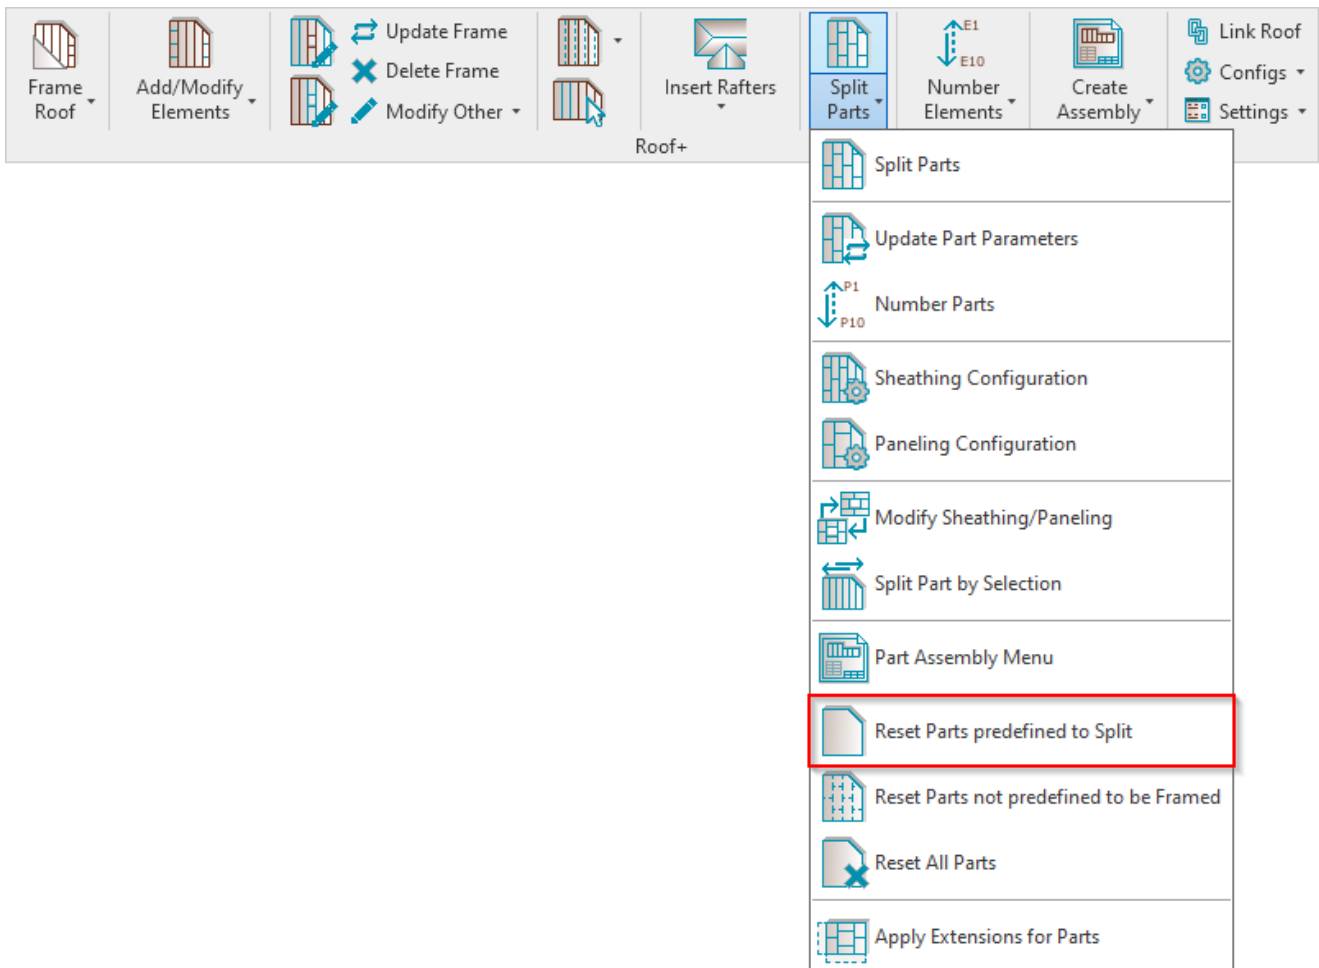 Frame
Roof
Add/Modify
Elements
Update Frame
Delete Frame
Modify Other
Insert Rafters
Split
Parts
E1
E10
Number
Elements
Create
Assembly
Link Roof
Configs
Settings
Roof+
Split Parts
Update Part Parameters
P1
P10
Number Parts
Sheathing Configuration
Paneling Configuration
Modify Sheathing/Paneling
Split Part by Selection
Part Assembly Menu
Reset Parts predefined to Split
Reset Parts not predefined to be Framed
Reset All Parts
Apply Extensions for Parts